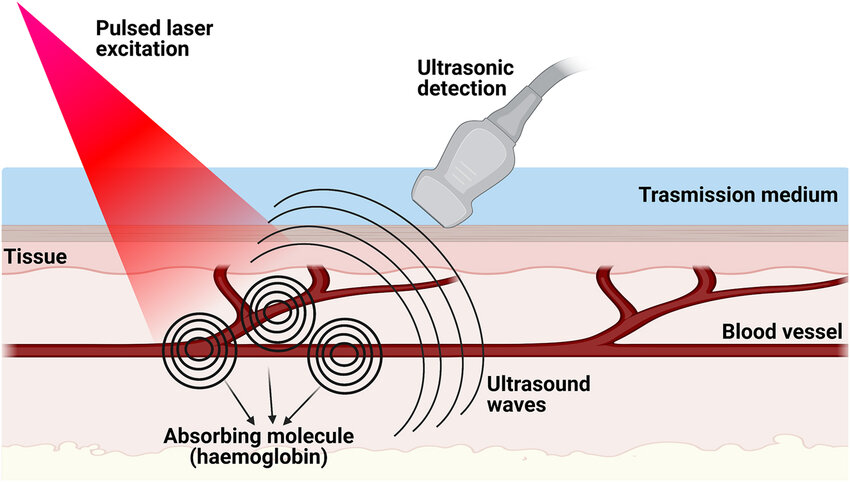 Pulsed laser
excitation
Ultrasonic
detection
Trasmission medium
Tissue
Blood vessel
Ultrasound
waves
Absorbing molecule
(haemoglobin)